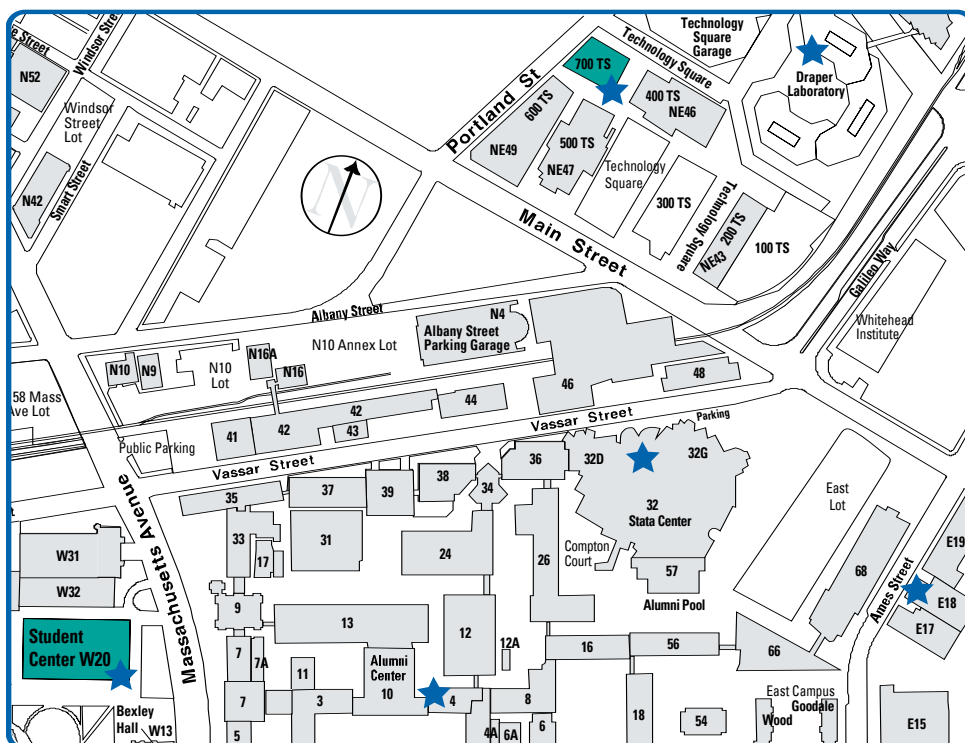 Windsor Street
e Street
N52
Windsor
Street
Lot
Smart Street
N42
Technology
Square
Garage
Technology Square
Portland St
700 TS
600 TS
400 TS
NE46
500 TS
NE47
NE49
Technology
Square
Draper
Laboratory
300 TS
Technology
Square
200 TS
NE43
100 TS
N
Main Street
Galileo Way
Whitehead
Institute
Albany Street
N4
Albany Street
Parking Garage
N10 Annex Lot
N16A
N16
N10
N9
N10
Lot
58 Mass
Ave Lot
Public Parking
46
48
44
42
42
43
41
Vassar Street
Vassar Street
Parking
Massachusetts Avenue
35
37
39
38
34
36
32D
32G
32
Stata Center
33
17
31
24
26
Compton
Court
57
Alumni Pool
East
Lot
68
Ames Street
E19
E18
E17
W31
W32
9
13
12
12A
16
56
66
Student
Center W20
7
7A
11
Alumni
Center
10
7
3
4
8
5
4A
6A
6
18
54
East Campus
Goodale
Wood
E15
Bexley
Hall
W13